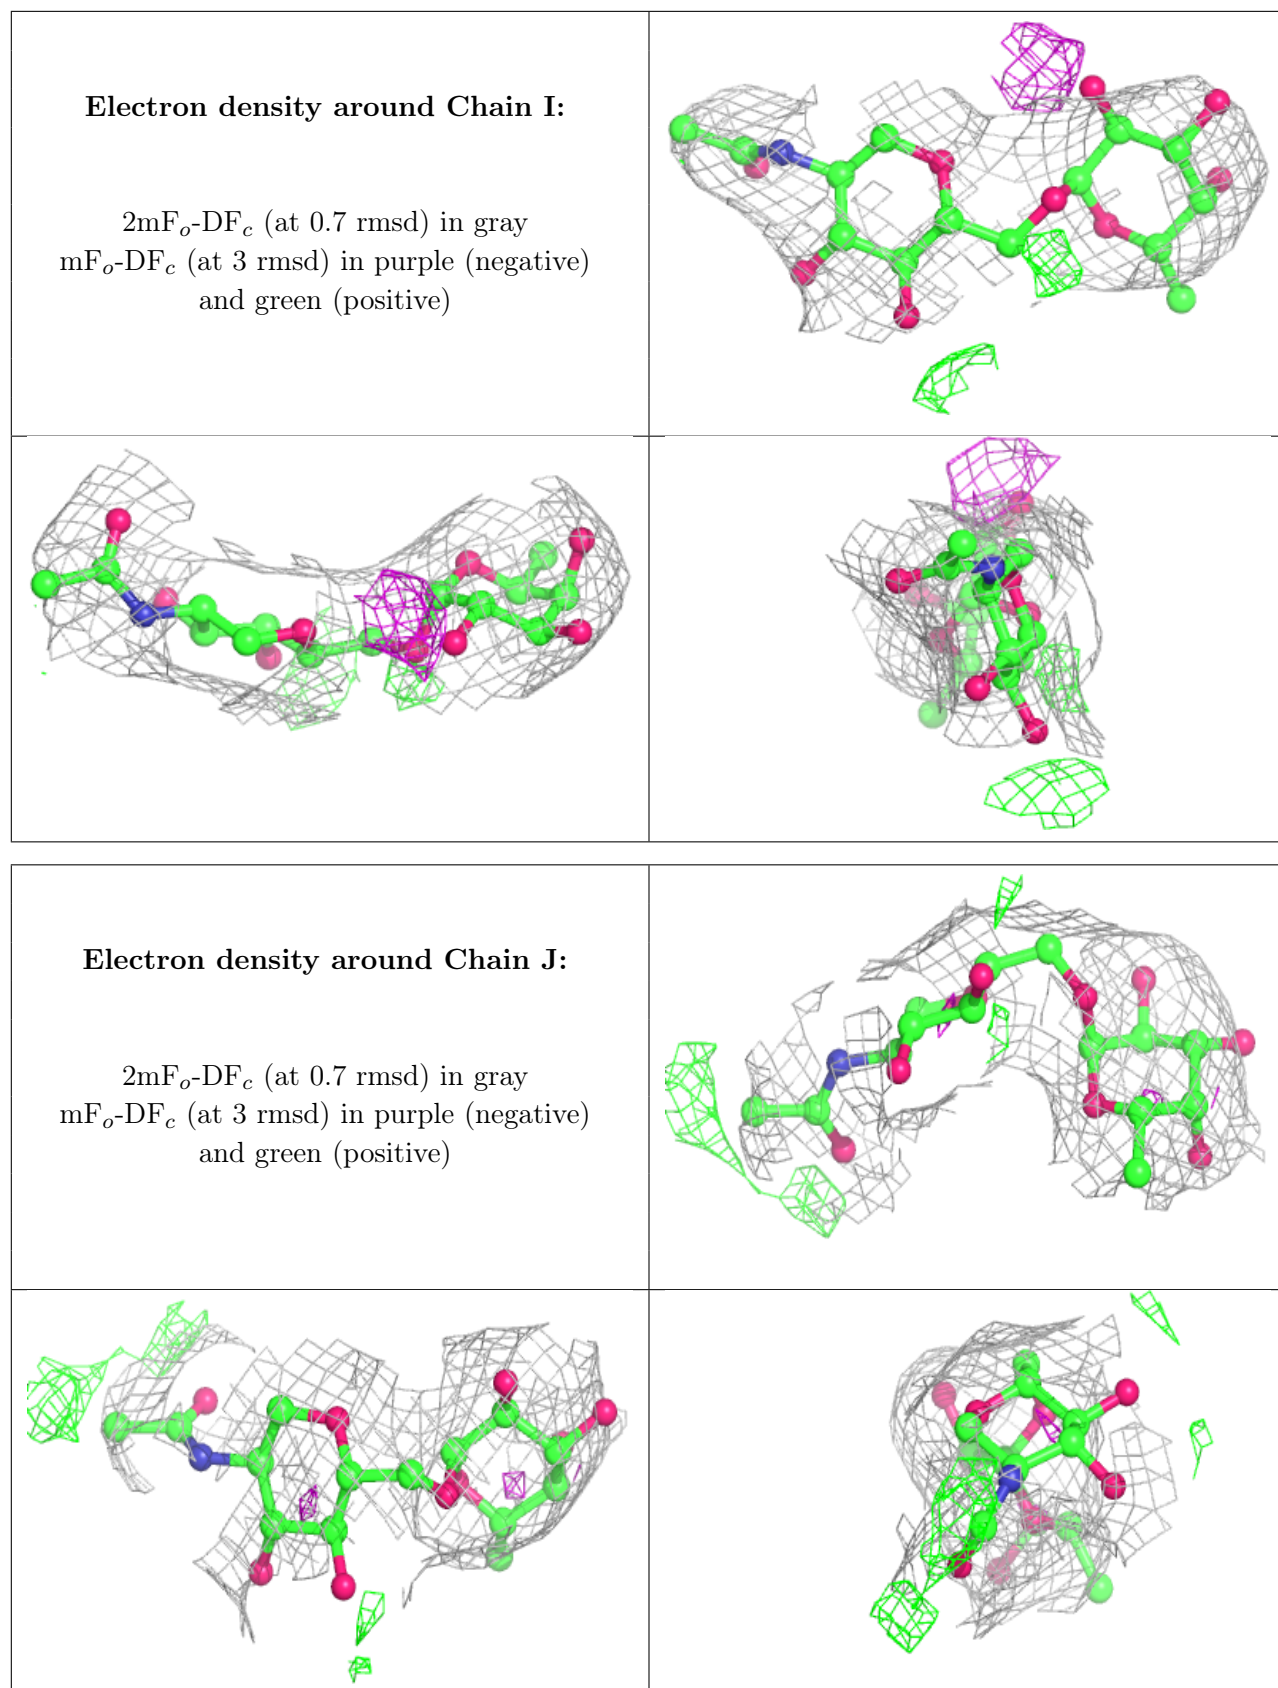 Electron density around Chain I:
2mFo-DFc (at 0.7 rmsd) in gray
mFo-DFc (at 3 rmsd) in purple (negative)
and green (positive)
Electron density around Chain J:
2mFo-DFc (at 0.7 rmsd) in gray
mFo-DFc (at 3 rmsd) in purple (negative)
and green (positive)